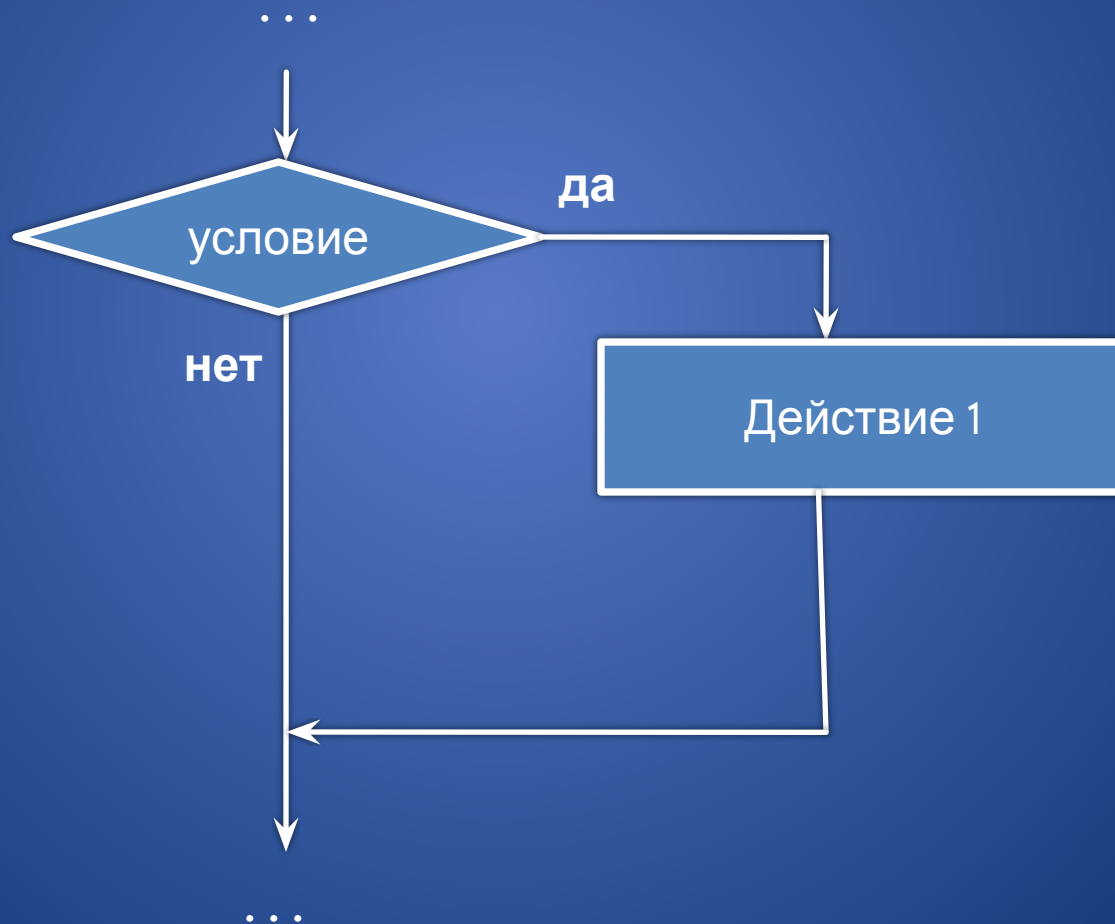 . . .
да
условие
нет
Действие 1
. . .